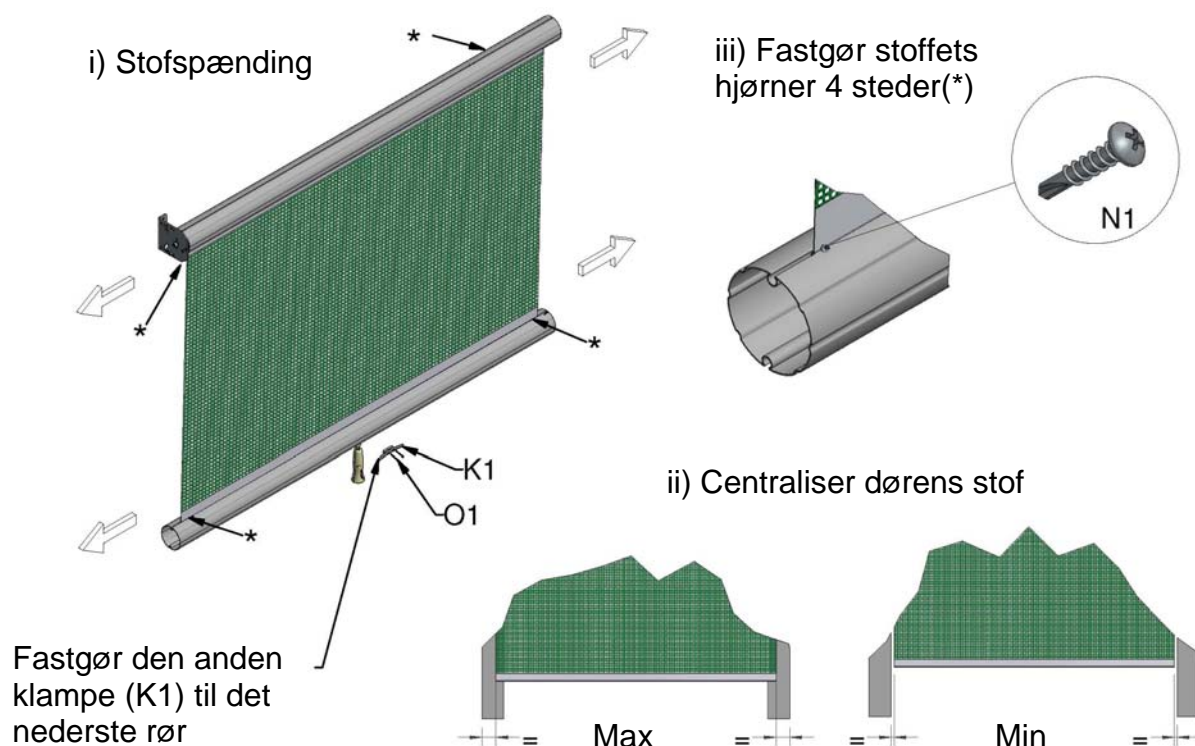 i) Stofspænding
*
*
*
*
K1
O1
Fastgør den anden
klampe (K1) til det
nederste rør
iii) Fastgør stoffets
hjørner 4 steder(*)
N1
ii) Centraliser dørens stof
= Max =
= Min =